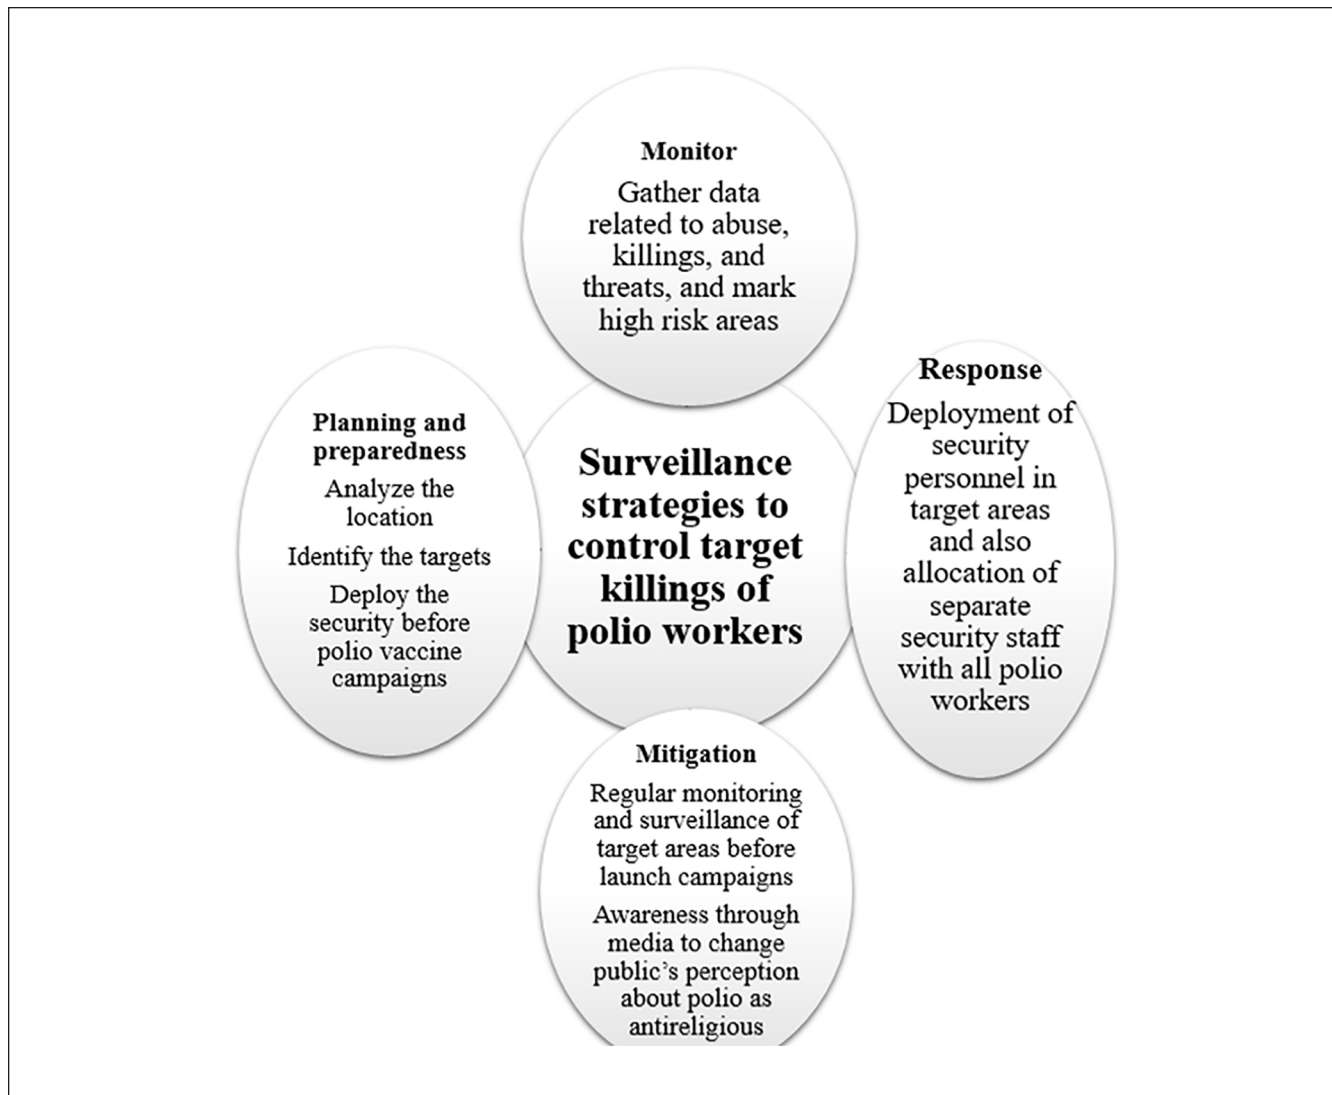 Monitor
Gather data
related to abuse,
killings, and
threats, and mark
high risk areas
Planning and
preparedness
Analyze the
location
Identify the targets
Deploy the
security before
polio vaccine
campaigns
Surveillance
strategies to
control target
killings of
polio workers
Response
Deployment of
security
personnel in
target areas
and also
allocation of
separate
security staff
with all polio
workers
Mitigation
Regular monitoring
and surveillance of
target areas before
launch campaigns
Awareness through
media to change
public’s perception
about polio as
antireligious